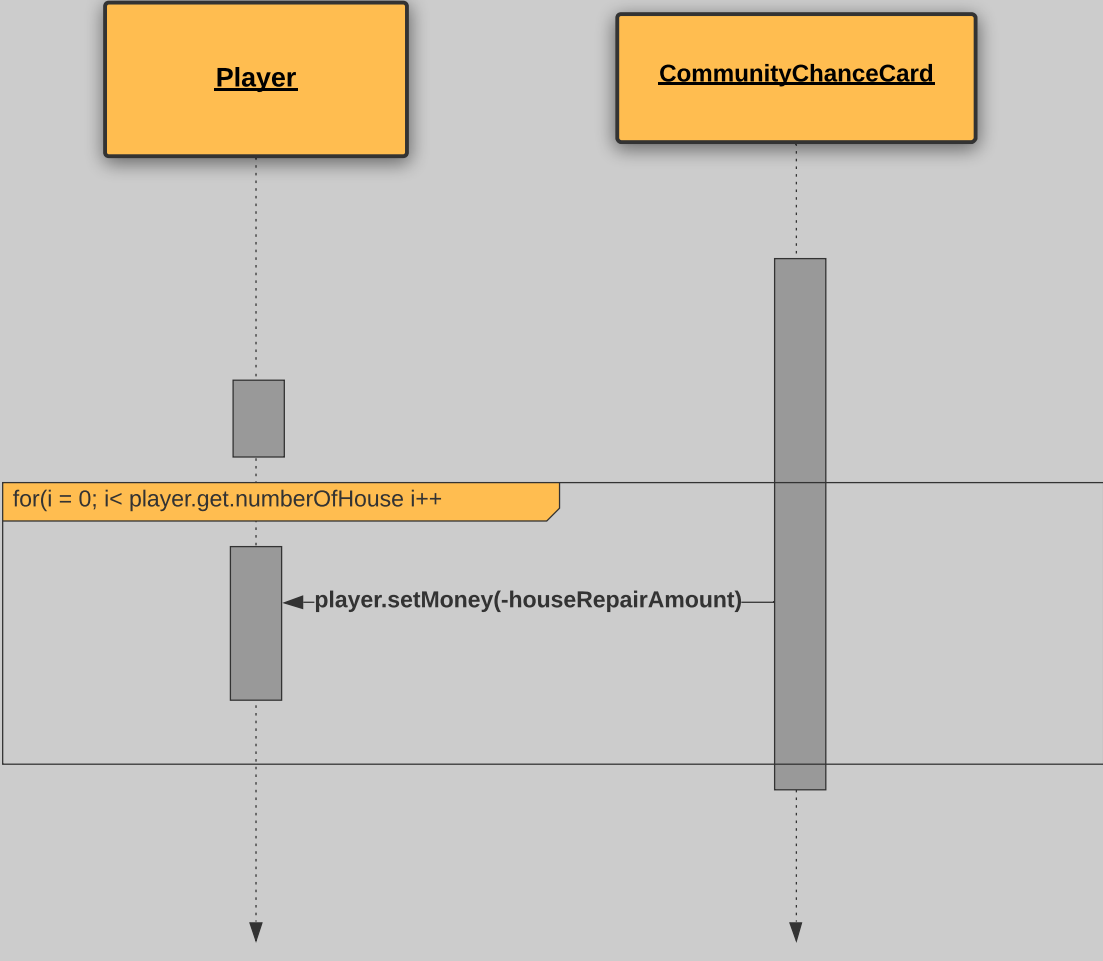 Player
CommunityChanceCard
for(i = 0; i< player.get.numberOfHouse i++
player.setMoney(-houseRepairAmount)